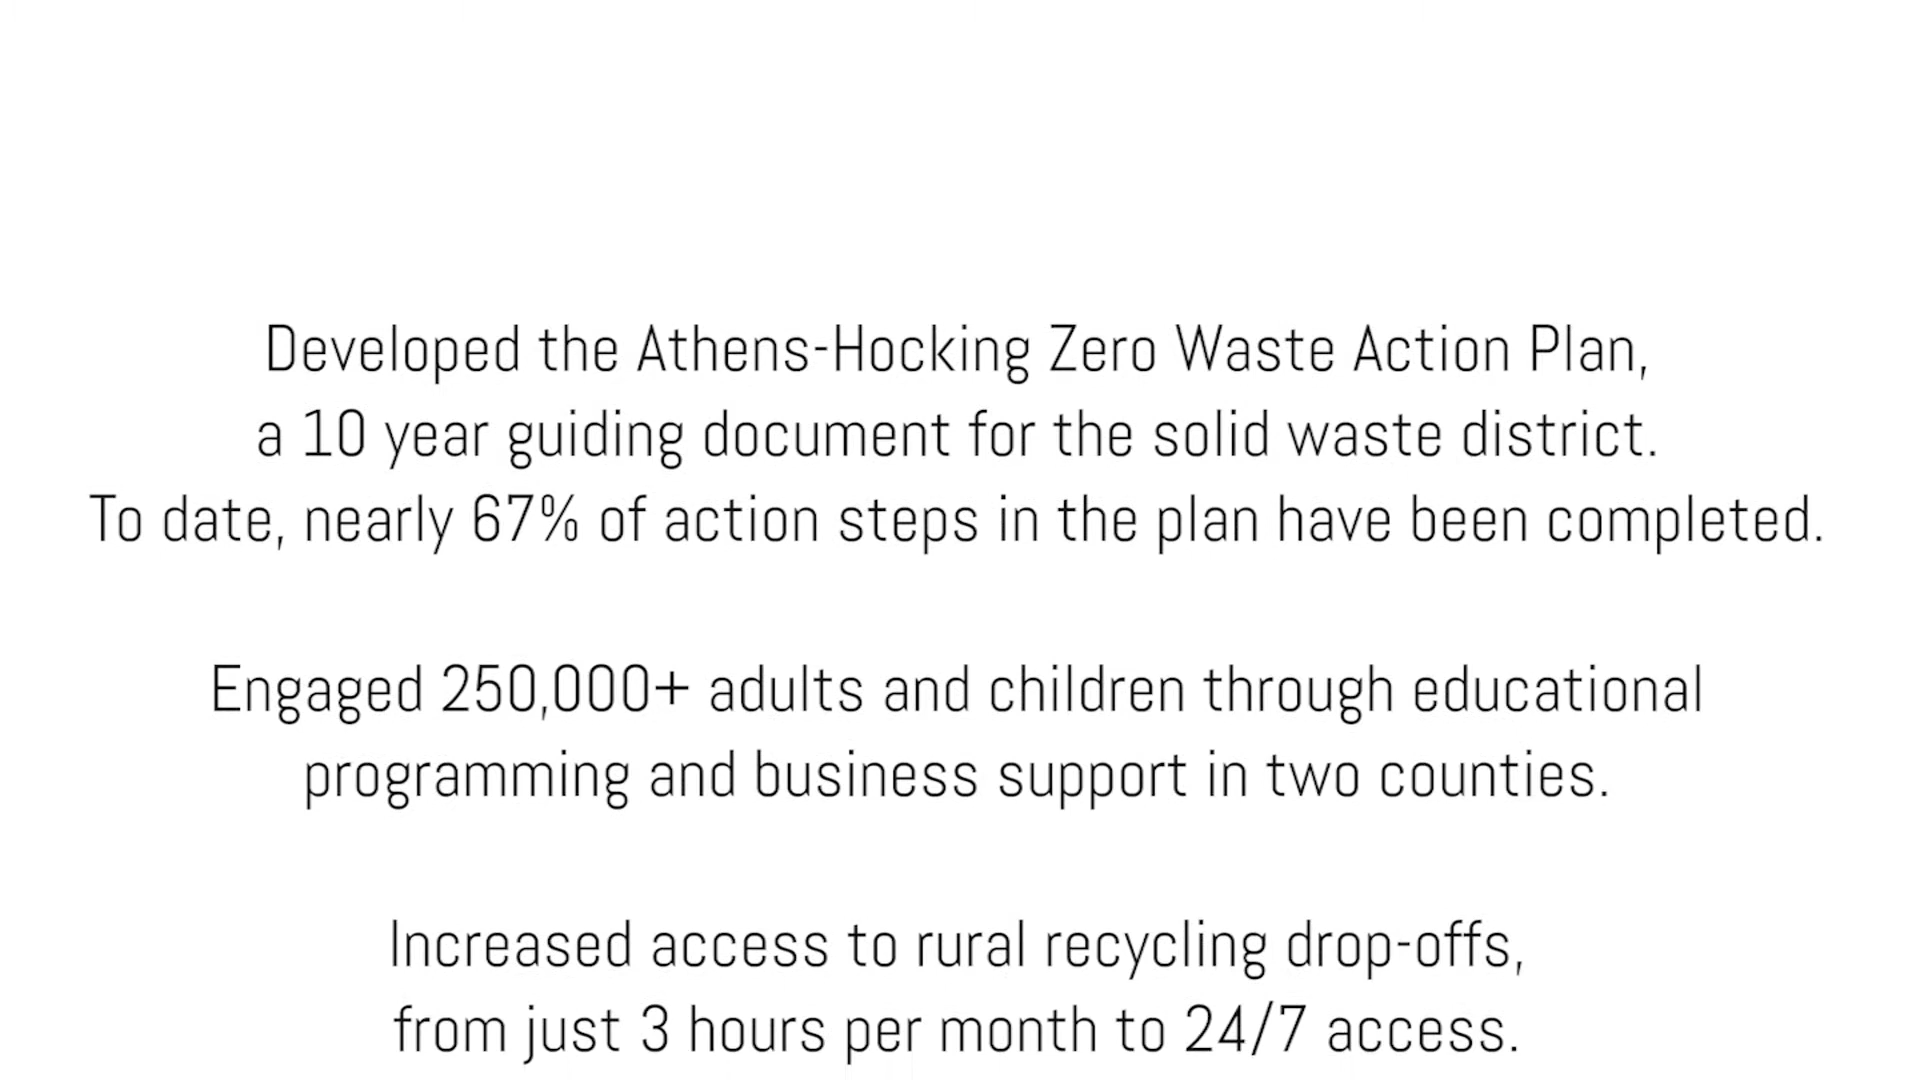 Developed the Athens-Hocking Zero Waste Action Plan,
a 10 year guiding document for the solid waste district.
To date, nearly 67% of action steps in the plan have been completed.
Engaged 250,000+ adults and children through educational
programming and business support in two counties.
Increased access to rural recycling drop-offs,
from just 3 hours per month to 24/7 access.